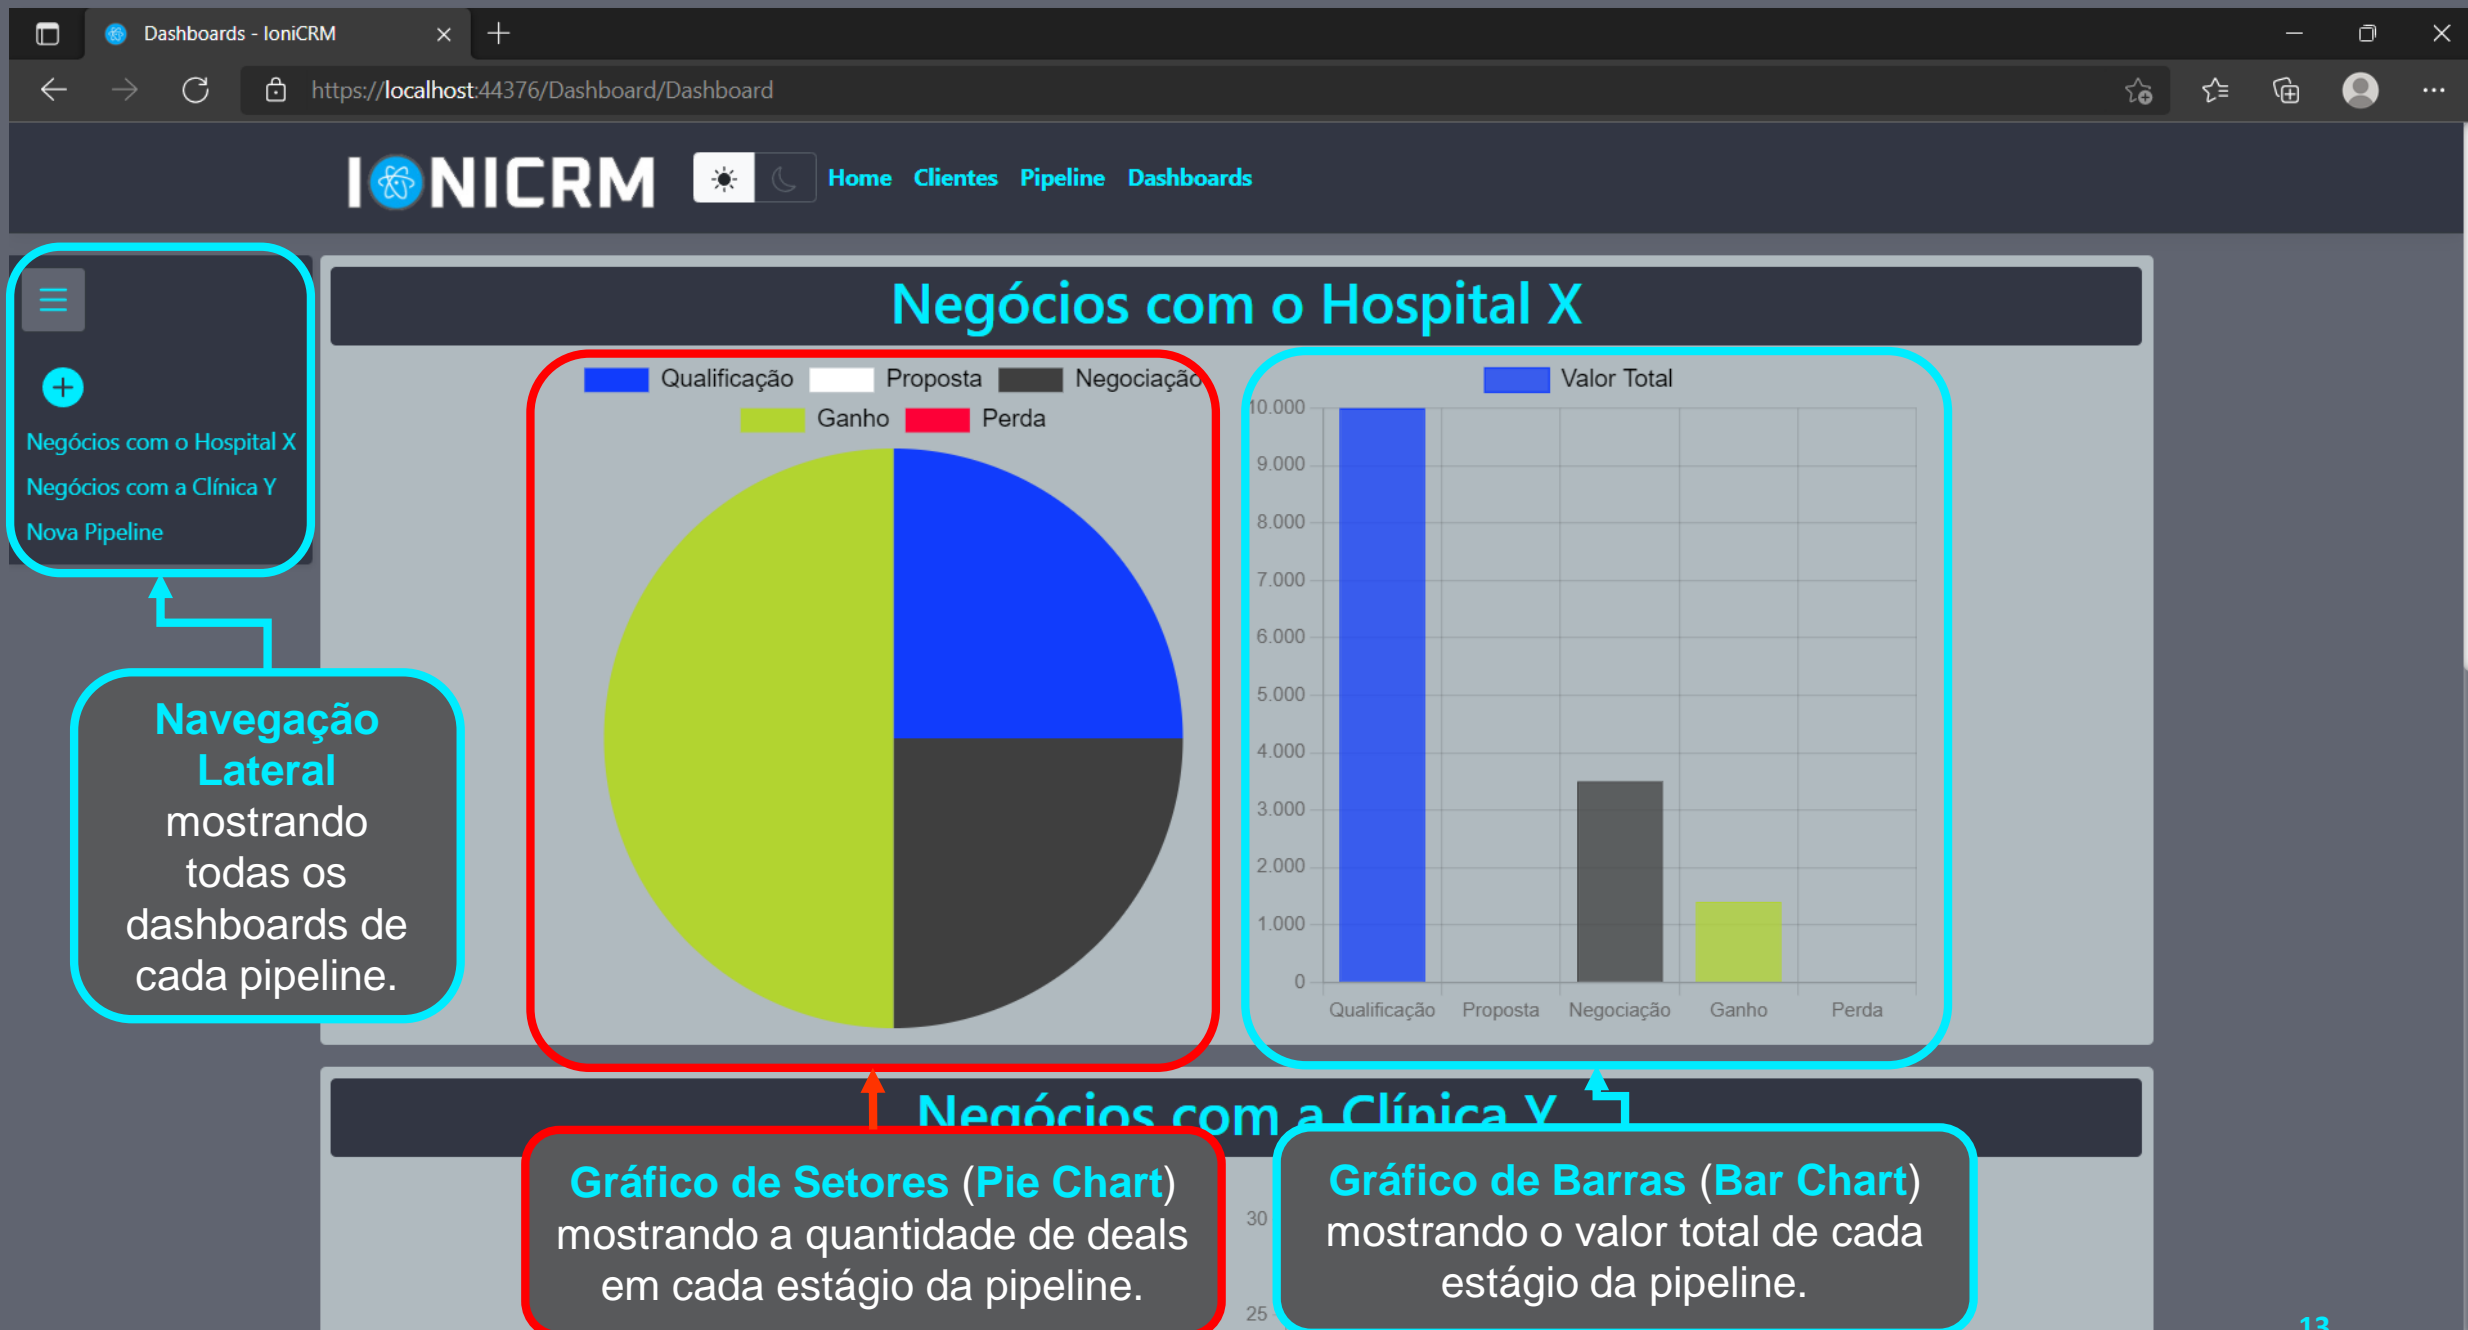 Dashboards - IoniCRM
https://localhost:44376/Dashboard/Dashboard
IONICRM
Home Clientes Pipeline Dashboards
Negócios com o Hospital X
Negócios com o Hospital X
Negócios com a Clínica Y
Nova Pipeline
Qualificação Proposta Negociação
Ganho Perda
Valor Total
10.000
9.000
8.000
7.000
6.000
5.000
4.000
3.000
2.000
1.000
0
Qualificação Proposta Negociação Ganho Perda
Navegação
Lateral
mostrando
todas os
dashboards de
cada pipeline.
Negócios com a Clínica Y
Gráfico de Setores (Pie Chart)
mostrando a quantidade de deals
em cada estágio da pipeline.
30
25
Gráfico de Barras (Bar Chart)
mostrando o valor total de cada
estágio da pipeline.
13